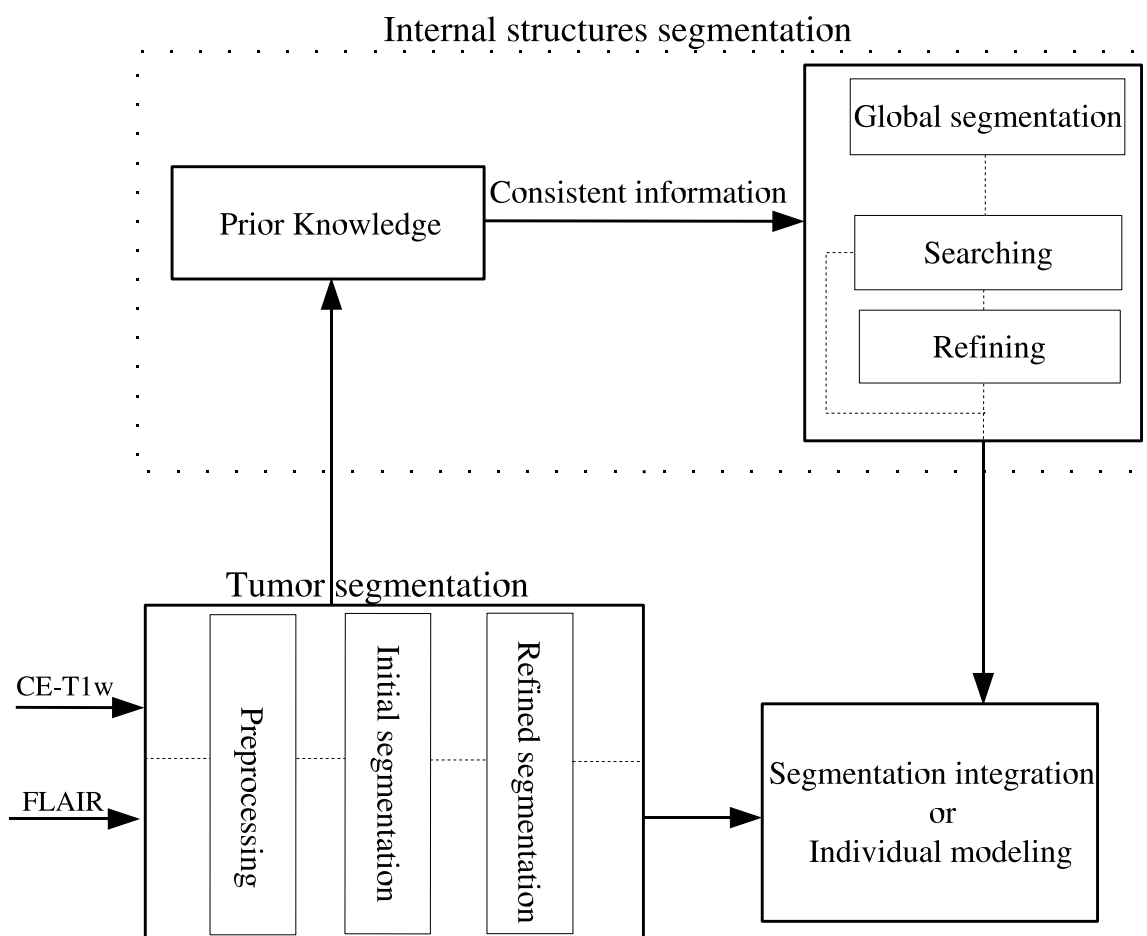 Internal structures segmentation
Global segmentation
Prior Knowledge
Consistent information
Searching
Refining
Tumor segmentation
CE-T1w
FLAIR
Preprocessing
Initial segmentation
Refined segmentation
Segmentation integration
or
Individual modeling